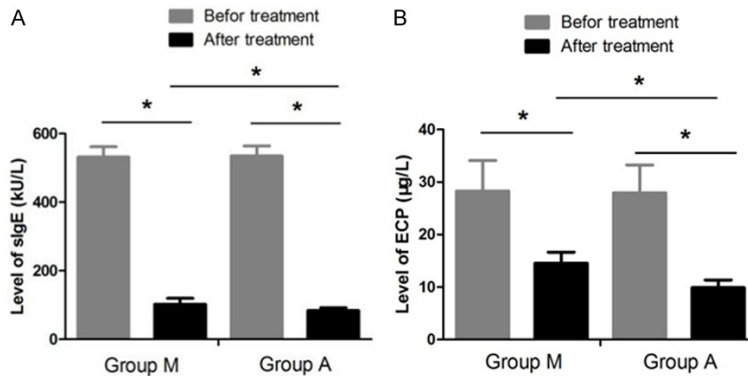 A
Befor treatment
After treatment
*
*
*
Level of sIgE (kU/L)
600
400
200
0
Group M
Group A
B
Befor treatment
After treatment
*
*
*
Level of ECP (µg/L)
40
30
20
10
0
Group M
Group A